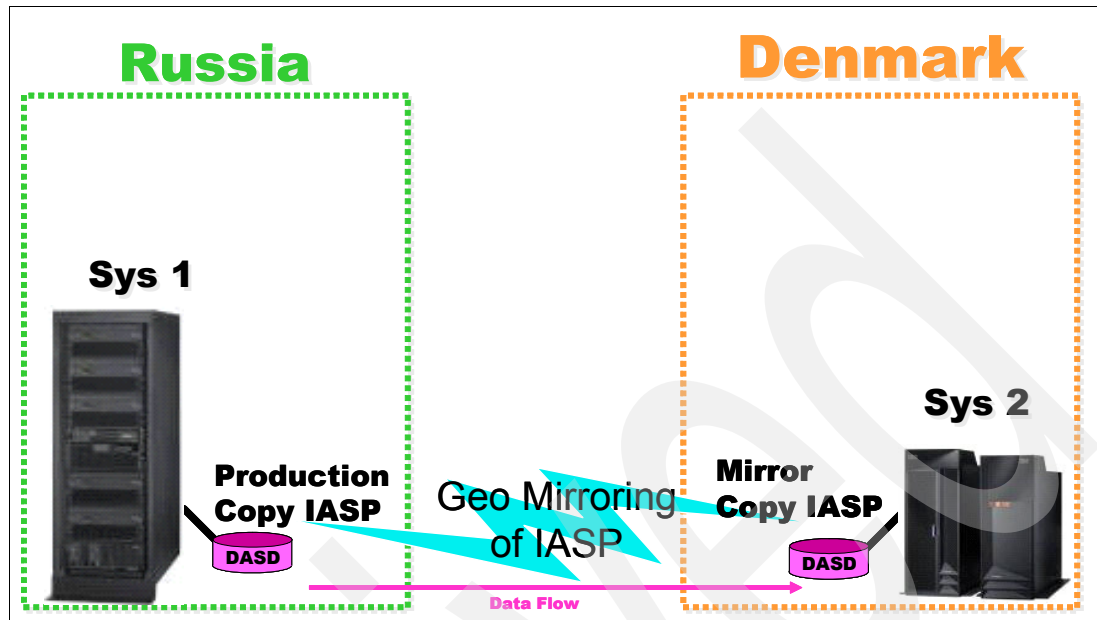 Russia
Denmark
Sys 1
Sys 2
Production
Copy IASP
DASD
Geo Mirroring
of IASP
Mirror
Copy IASP
DASD
Data Flow